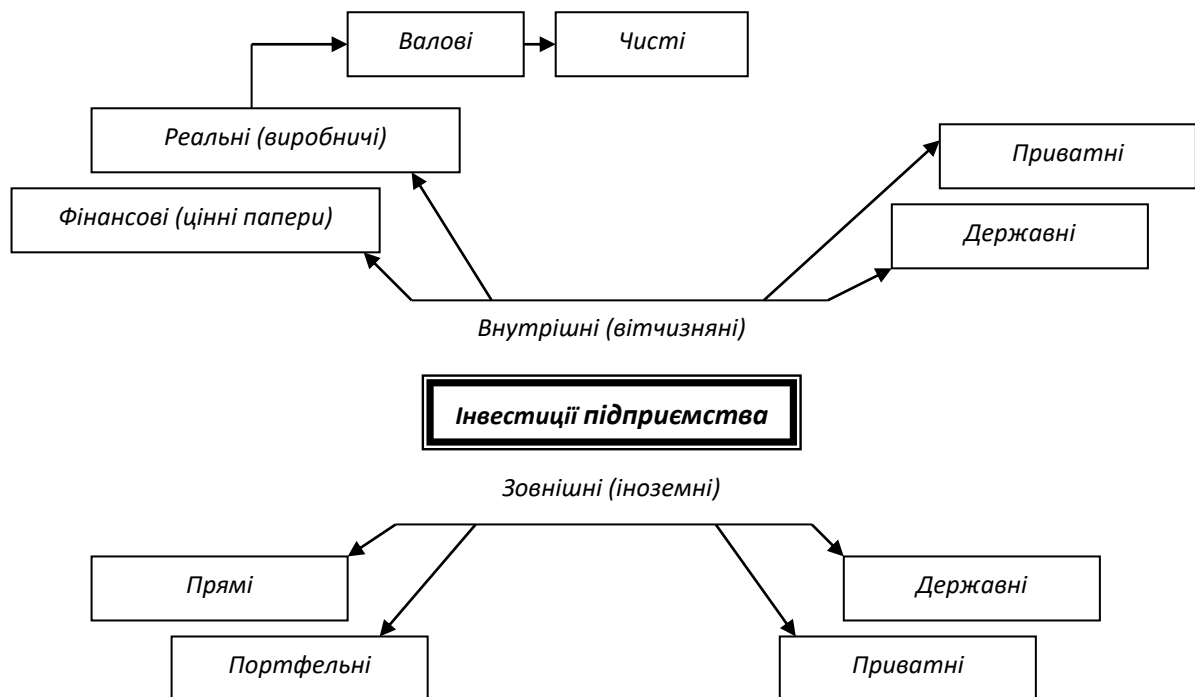 Валові
Чисті
Реальні (виробничі)
Приватні
Фінансові (цінні папери)
Державні
Внутрішні (вітчизняні)
Інвестиції підприємства
Зовнішні (іноземні)
Прямі
Державні
Портфельні
Приватні